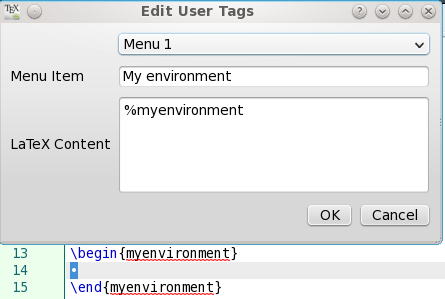 TEX
Edit User Tags
Menu 1
Menu Item My environment
LaTeX Content %myenvironment
OK Cancel
13 \begin{myenvironment}
14 •
15 \end{myenvironment}